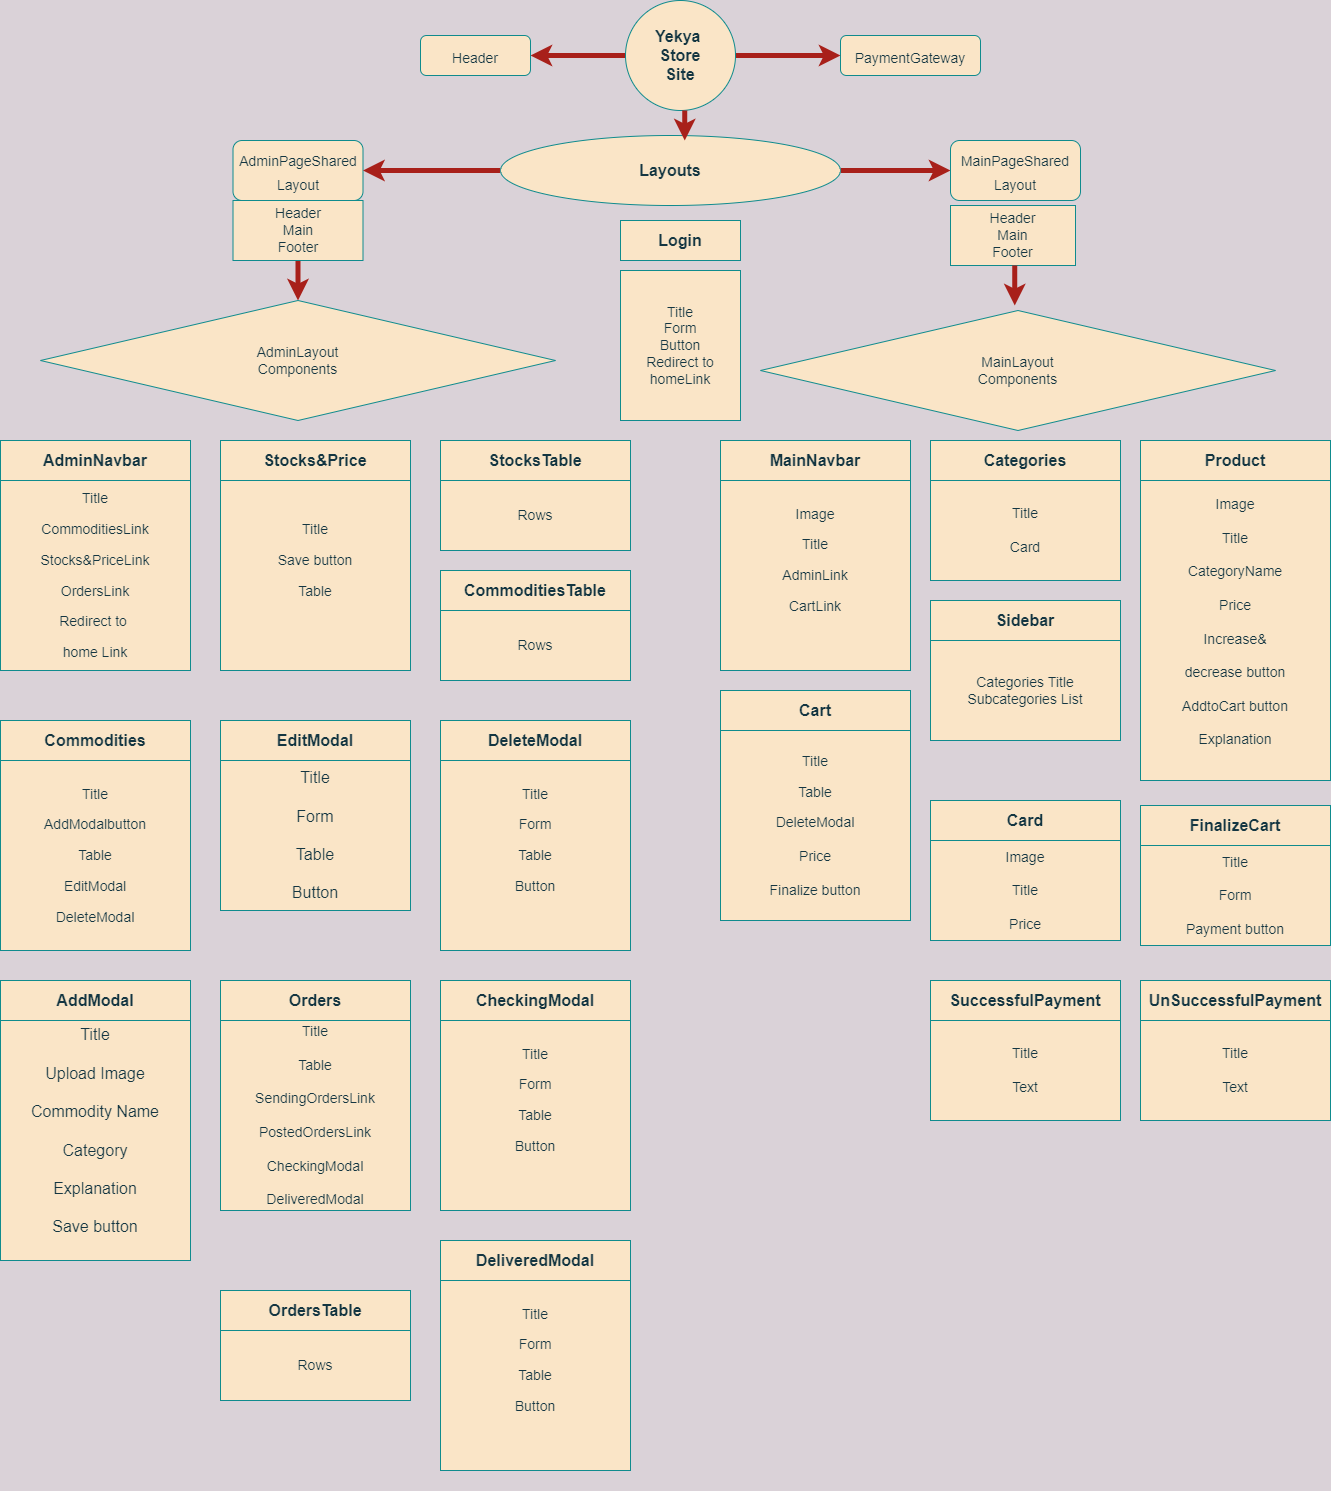 Yekya
Store
Site
Header
PaymentGateway
Layouts
AdminPageShared
Layout
Header
Main
Footer
MainPageShared
Layout
Header
Main
Footer
Login
Title
Form
Button
Redirect to
homeLink
AdminLayout
Components
MainLayout
Components
AdminNavbar
Title
CommoditiesLink
Stocks&PriceLink
OrdersLink
Redirect to
home Link
Stocks&Price
Title
Save button
Table
StocksTable
Rows
CommoditiesTable
Rows
Commodities
Title
AddModalbutton
Table
EditModal
DeleteModal
EditModal
Title
Form
Table
Button
DeleteModal
Title
Form
Table
Button
AddModal
Title
Upload Image
Commodity Name
Category
Explanation
Save button
Orders
Title
Table
SendingOrdersLink
PostedOrdersLink
CheckingModal
DeliveredModal
CheckingModal
Title
Form
Table
Button
OrdersTable
Rows
DeliveredModal
Title
Form
Table
Button
MainNavbar
Image
Title
AdminLink
CartLink
Categories
Title
Card
Product
Image
Title
CategoryName
Price
Increase&
decrease button
AddtoCart button
Explanation
Sidebar
Categories Title
Subcategories List
Cart
Title
Table
DeleteModal
Price
Finalize button
Card
Image
Title
Price
FinalizeCart
Title
Form
Payment button
SuccessfulPayment
Title
Text
UnSuccessfulPayment
Title
Text